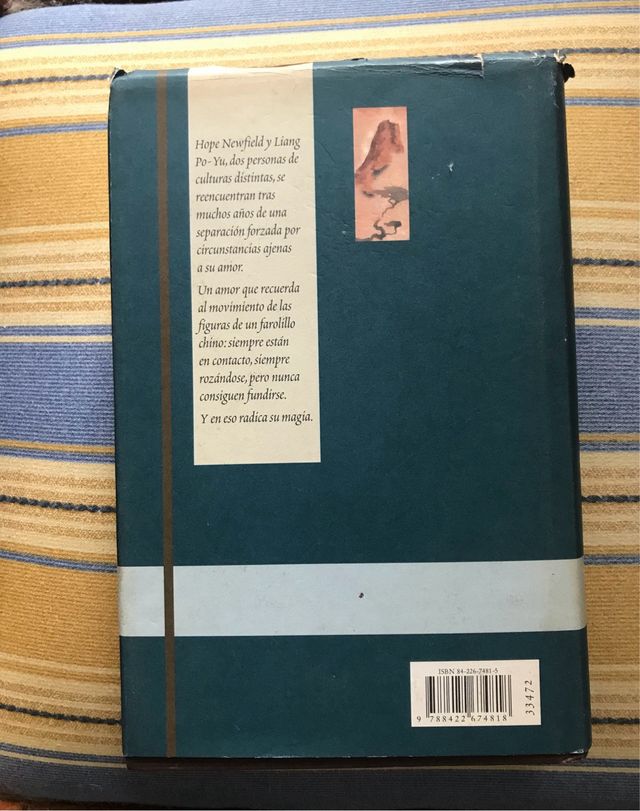 Hope Newfield y Liang
Po-Yu, dos personas de
culturas distintas, se
reencuentran tras
muchos años de una
separación forzada por
circunstancias ajenas
a su amor.
Un amor que recuerda
al movimiento de las
figuras de un farolillo
chino: siempre están
en contacto, siempre
rozándose, pero nunca
consiguen fundirse.
Y en eso radica su magia.
ISBN 84-226-7481-5
33472
9 788422 674818